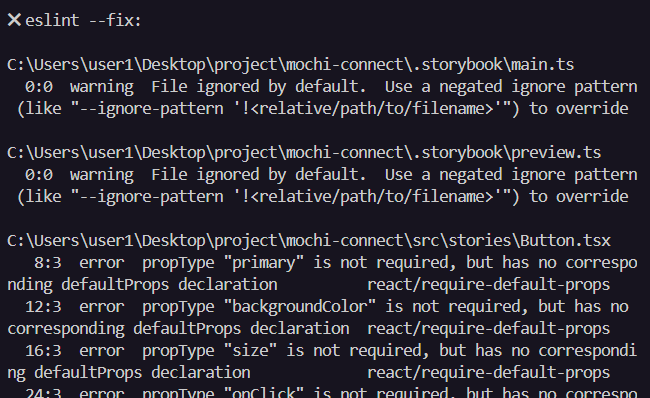 ✖ eslint --fix:
C:\Users\user1\Desktop\project\mochi-connect\.storybook\main.ts
0:0  warning  File ignored by default.  Use a negated ignore pattern
(like "--ignore-pattern '!<relative/path/to/filename>'") to override
C:\Users\user1\Desktop\project\mochi-connect\.storybook\preview.ts
0:0  warning  File ignored by default.  Use a negated ignore pattern
(like "--ignore-pattern '!<relative/path/to/filename>'") to override
C:\Users\user1\Desktop\project\mochi-connect\src\stories\Button.tsx
8:3  error  propType "primary" is not required, but has no correspo
nding defaultProps declaration          react/require-default-props
12:3  error  propType "backgroundColor" is not required, but has no
corresponding defaultProps declaration  react/require-default-props
16:3  error  propType "size" is not required, but has no correspondi
ng defaultProps declaration             react/require-default-props
24:3  error  propType "onClick" is not required, but has no correspo